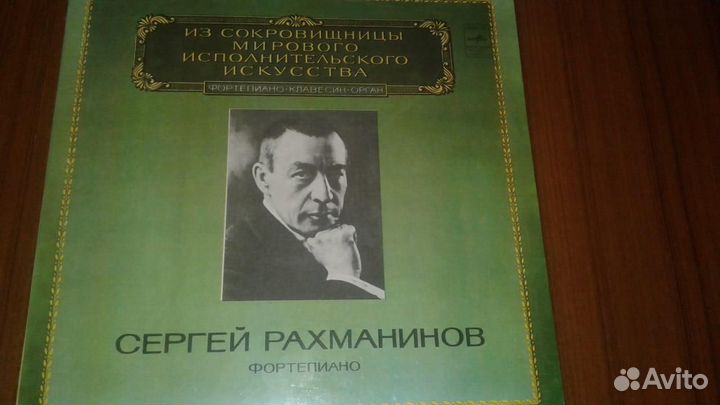 ИЗ СОКРОВИЩНИЦЫ
МИРОВОГО
ИСПОЛНИТЕЛЬСКОГО
ИСКУССТВА
ФОРТЕПИАНО·КЛАВЕСИН·ОРГАН
СЕРГЕЙ РАХМАНИНОВ
ФОРТЕПИАНО
Avito